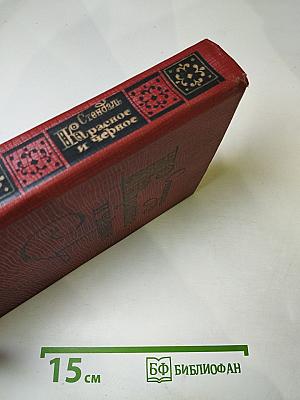 Ф Стендаль
Красное
и черное
15 см
БФ БИБЛИОФАН